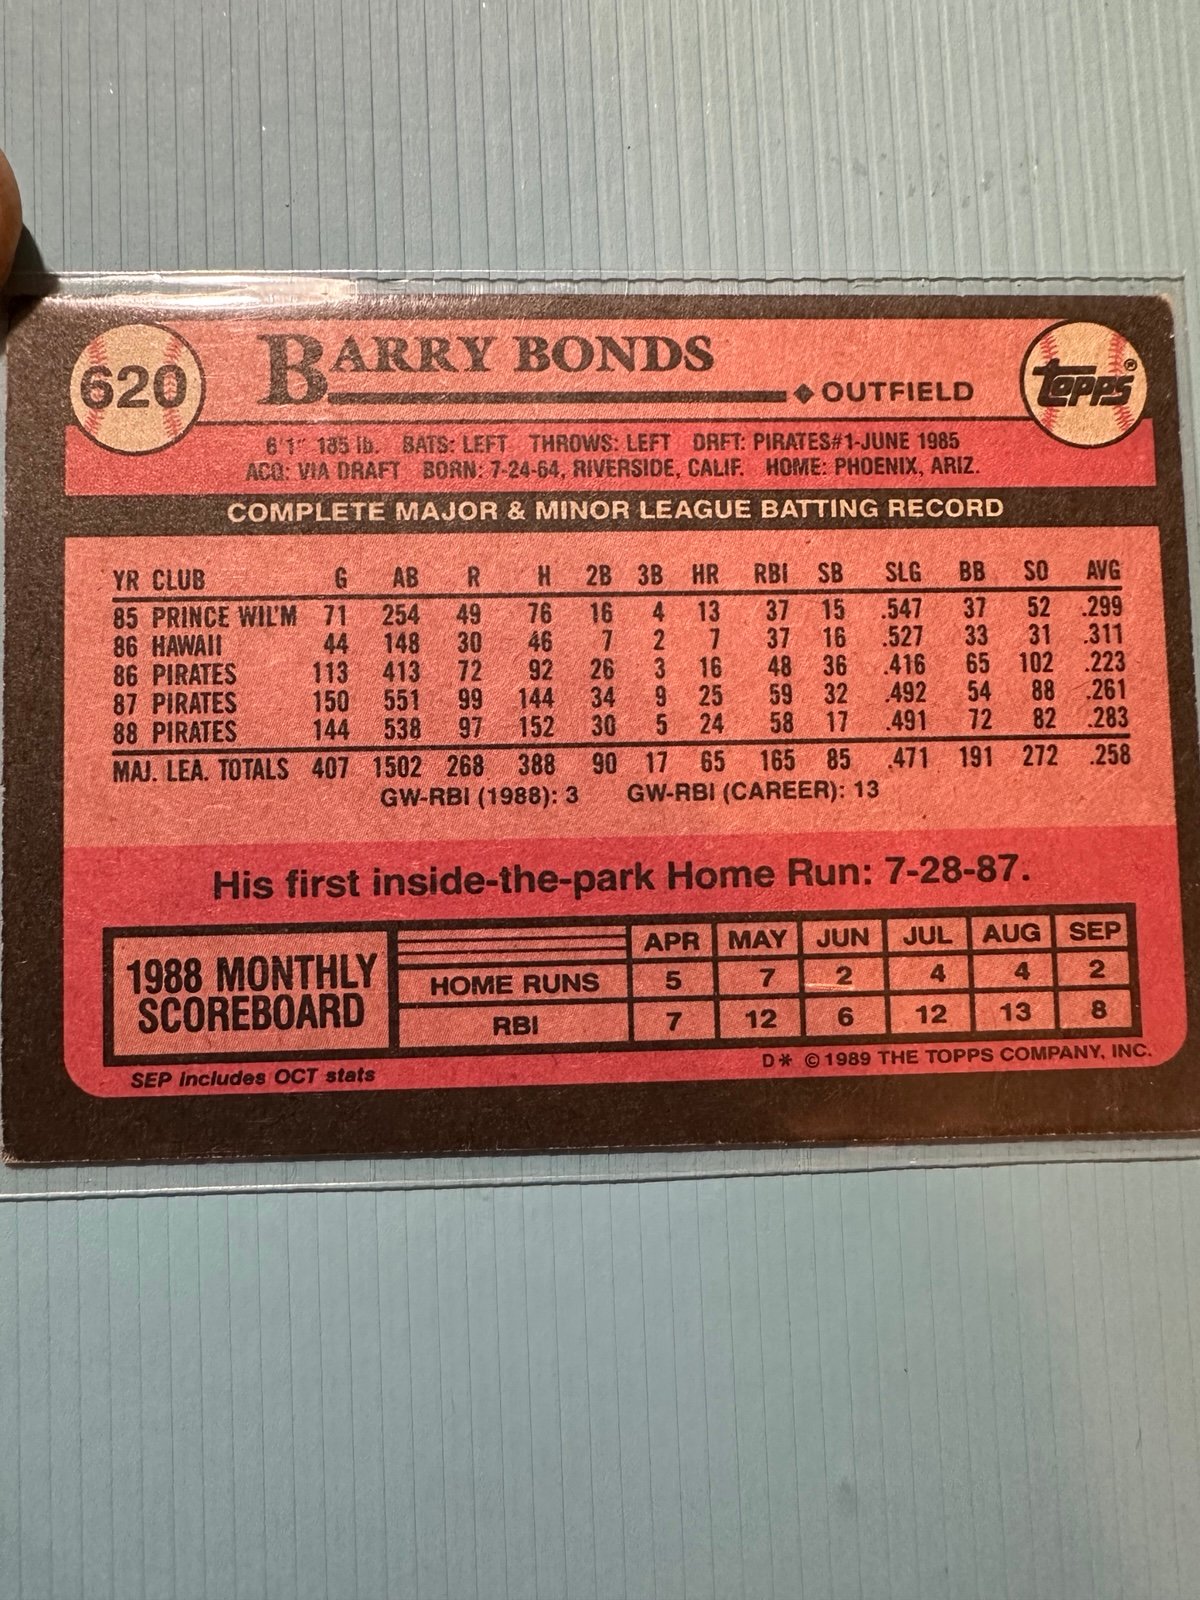 620
BARRY BONDS
◆ OUTFIELD
topps®
6'1" 185 lb. BATS: LEFT THROWS: LEFT DRFT: PIRATES#1-JUNE 1985
ACQ: VIA DRAFT BORN: 7-24-64, RIVERSIDE, CALIF. HOME: PHOENIX, ARIZ.
COMPLETE MAJOR & MINOR LEAGUE BATTING RECORD
YR CLUB G AB R H 2B 3B HR RBI SB SLG BB SO AVG
85 PRINCE WIL'M 71 254 49 76 16 4 13 37 15 .547 37 52 .299
86 HAWAII 44 148 30 46 7 2 7 37 16 .527 33 31 .311
86 PIRATES 113 413 72 92 26 3 16 48 36 .416 65 102 .223
87 PIRATES 150 551 99 144 34 9 25 59 32 .492 54 88 .261
88 PIRATES 144 538 97 152 30 5 24 58 17 .491 72 82 .283
MAJ. LEA. TOTALS 407 1502 268 388 90 17 65 165 85 .471 191 272 .258
GW-RBI (1988): 3 GW-RBI (CAREER): 13
His first inside-the-park Home Run: 7-28-87.
1988 MONTHLY
SCOREBOARD
APR MAY JUN JUL AUG SEP
HOME RUNS 5 7 2 4 4 2
RBI 7 12 6 12 13 8
SEP includes OCT stats
D* © 1989 THE TOPPS COMPANY, INC.